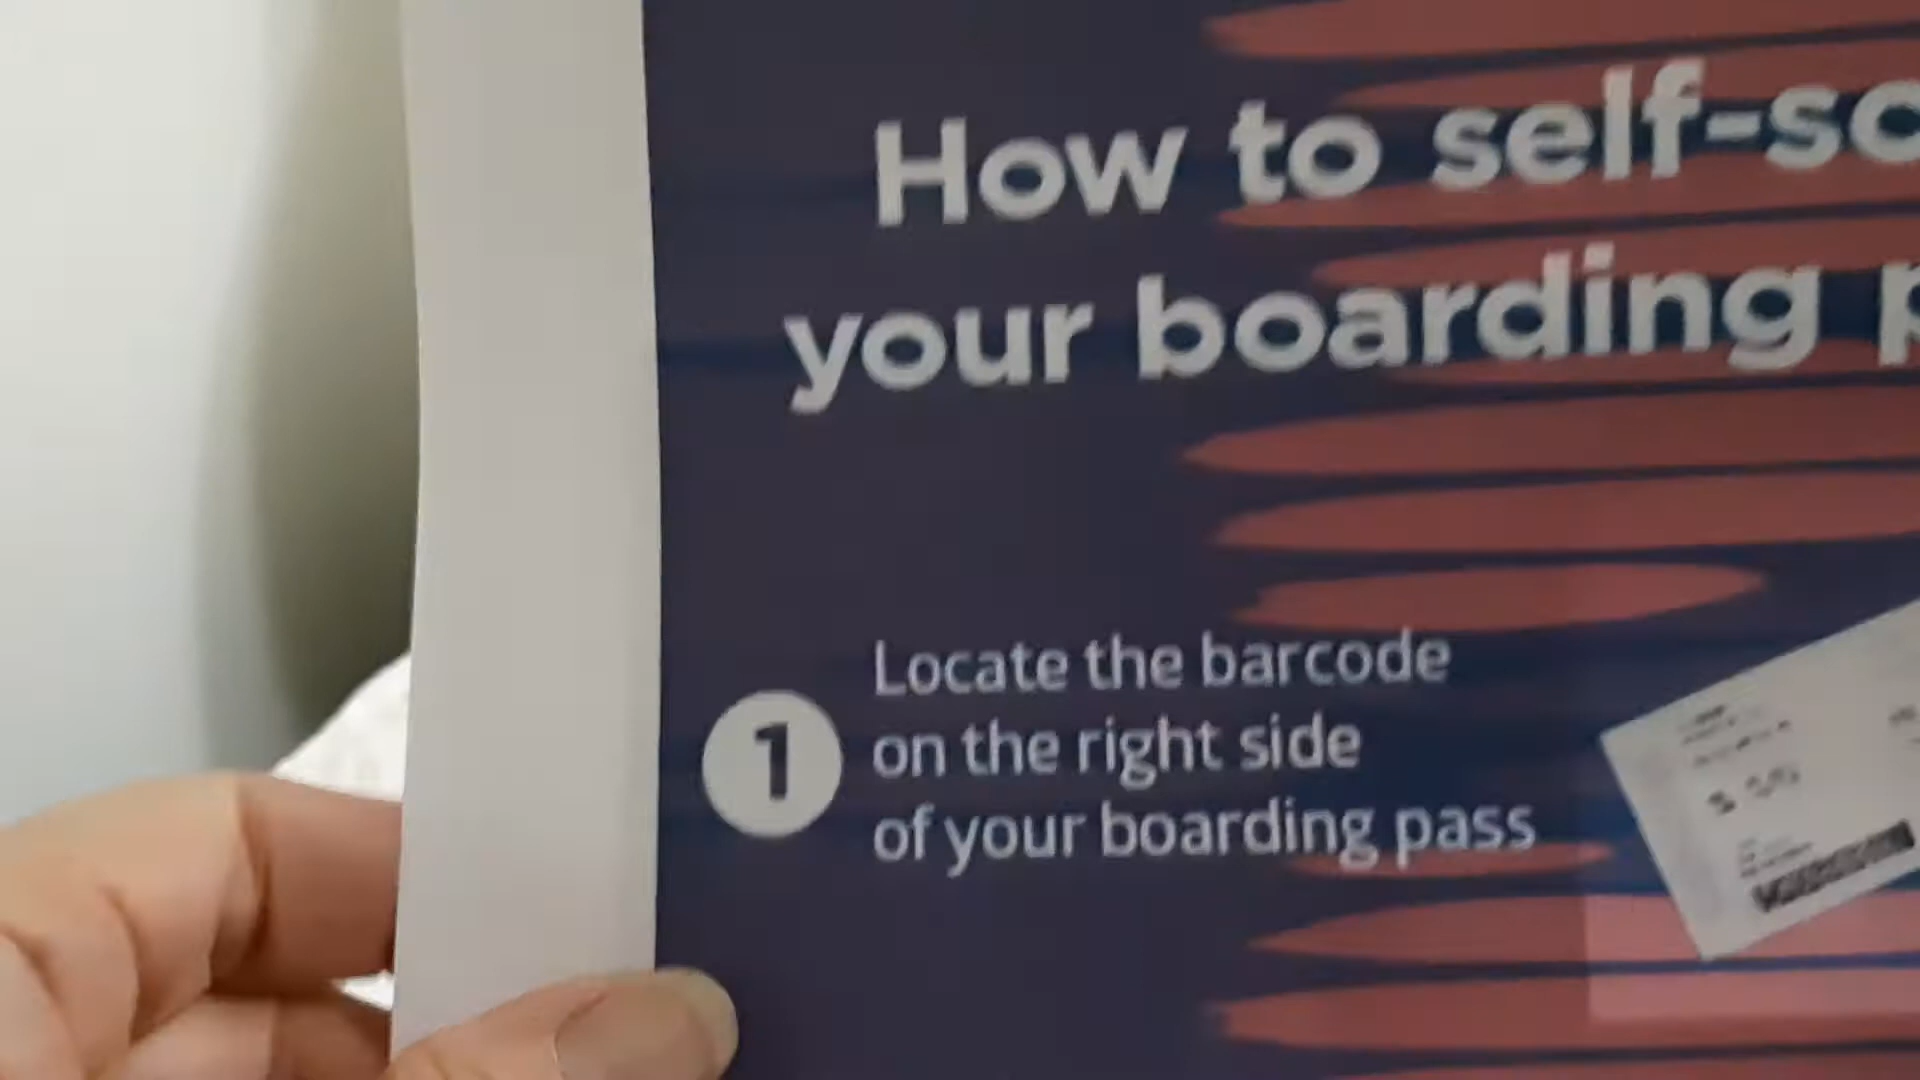 How to self-sc
your boarding p
1
Locate the barcode
on the right side
of your boarding pass